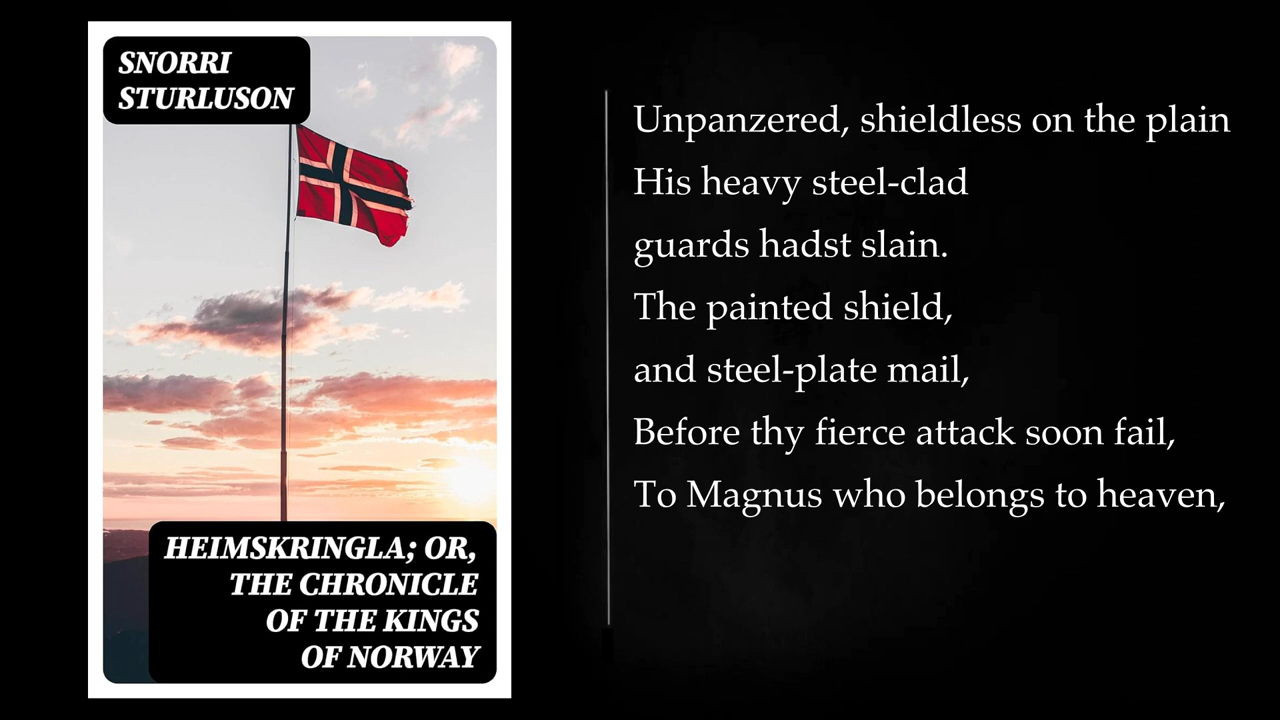 SNORRI
STURLUSON
HEIMSKRINGLA; OR,
THE CHRONICLE
OF THE KINGS
OF NORWAY
Unpanzered, shieldless on the plain
His heavy steel-clad
guards hadst slain.
The painted shield,
and steel-plate mail,
Before thy fierce attack soon fail,
To Magnus who belongs to heaven,